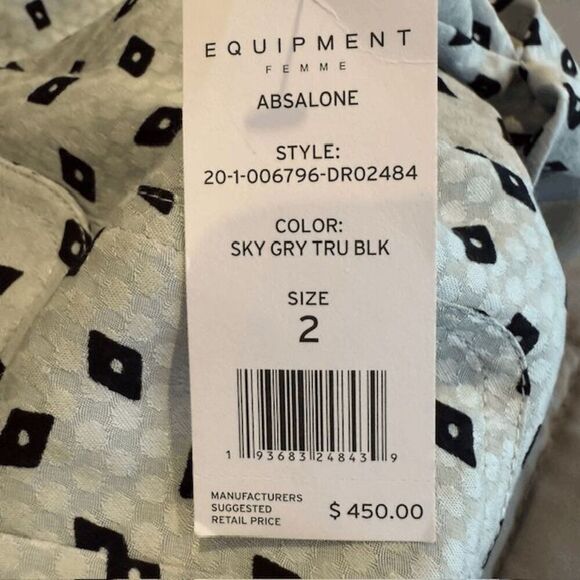 EQUIPMENT
FEMME
ABSALONE
STYLE:
20-1-006796-DR02484
COLOR:
SKY GRY TRU BLK
SIZE
2
1 93683 24843 9
MANUFACTURERS
SUGGESTED
RETAIL PRICE
$ 450.00